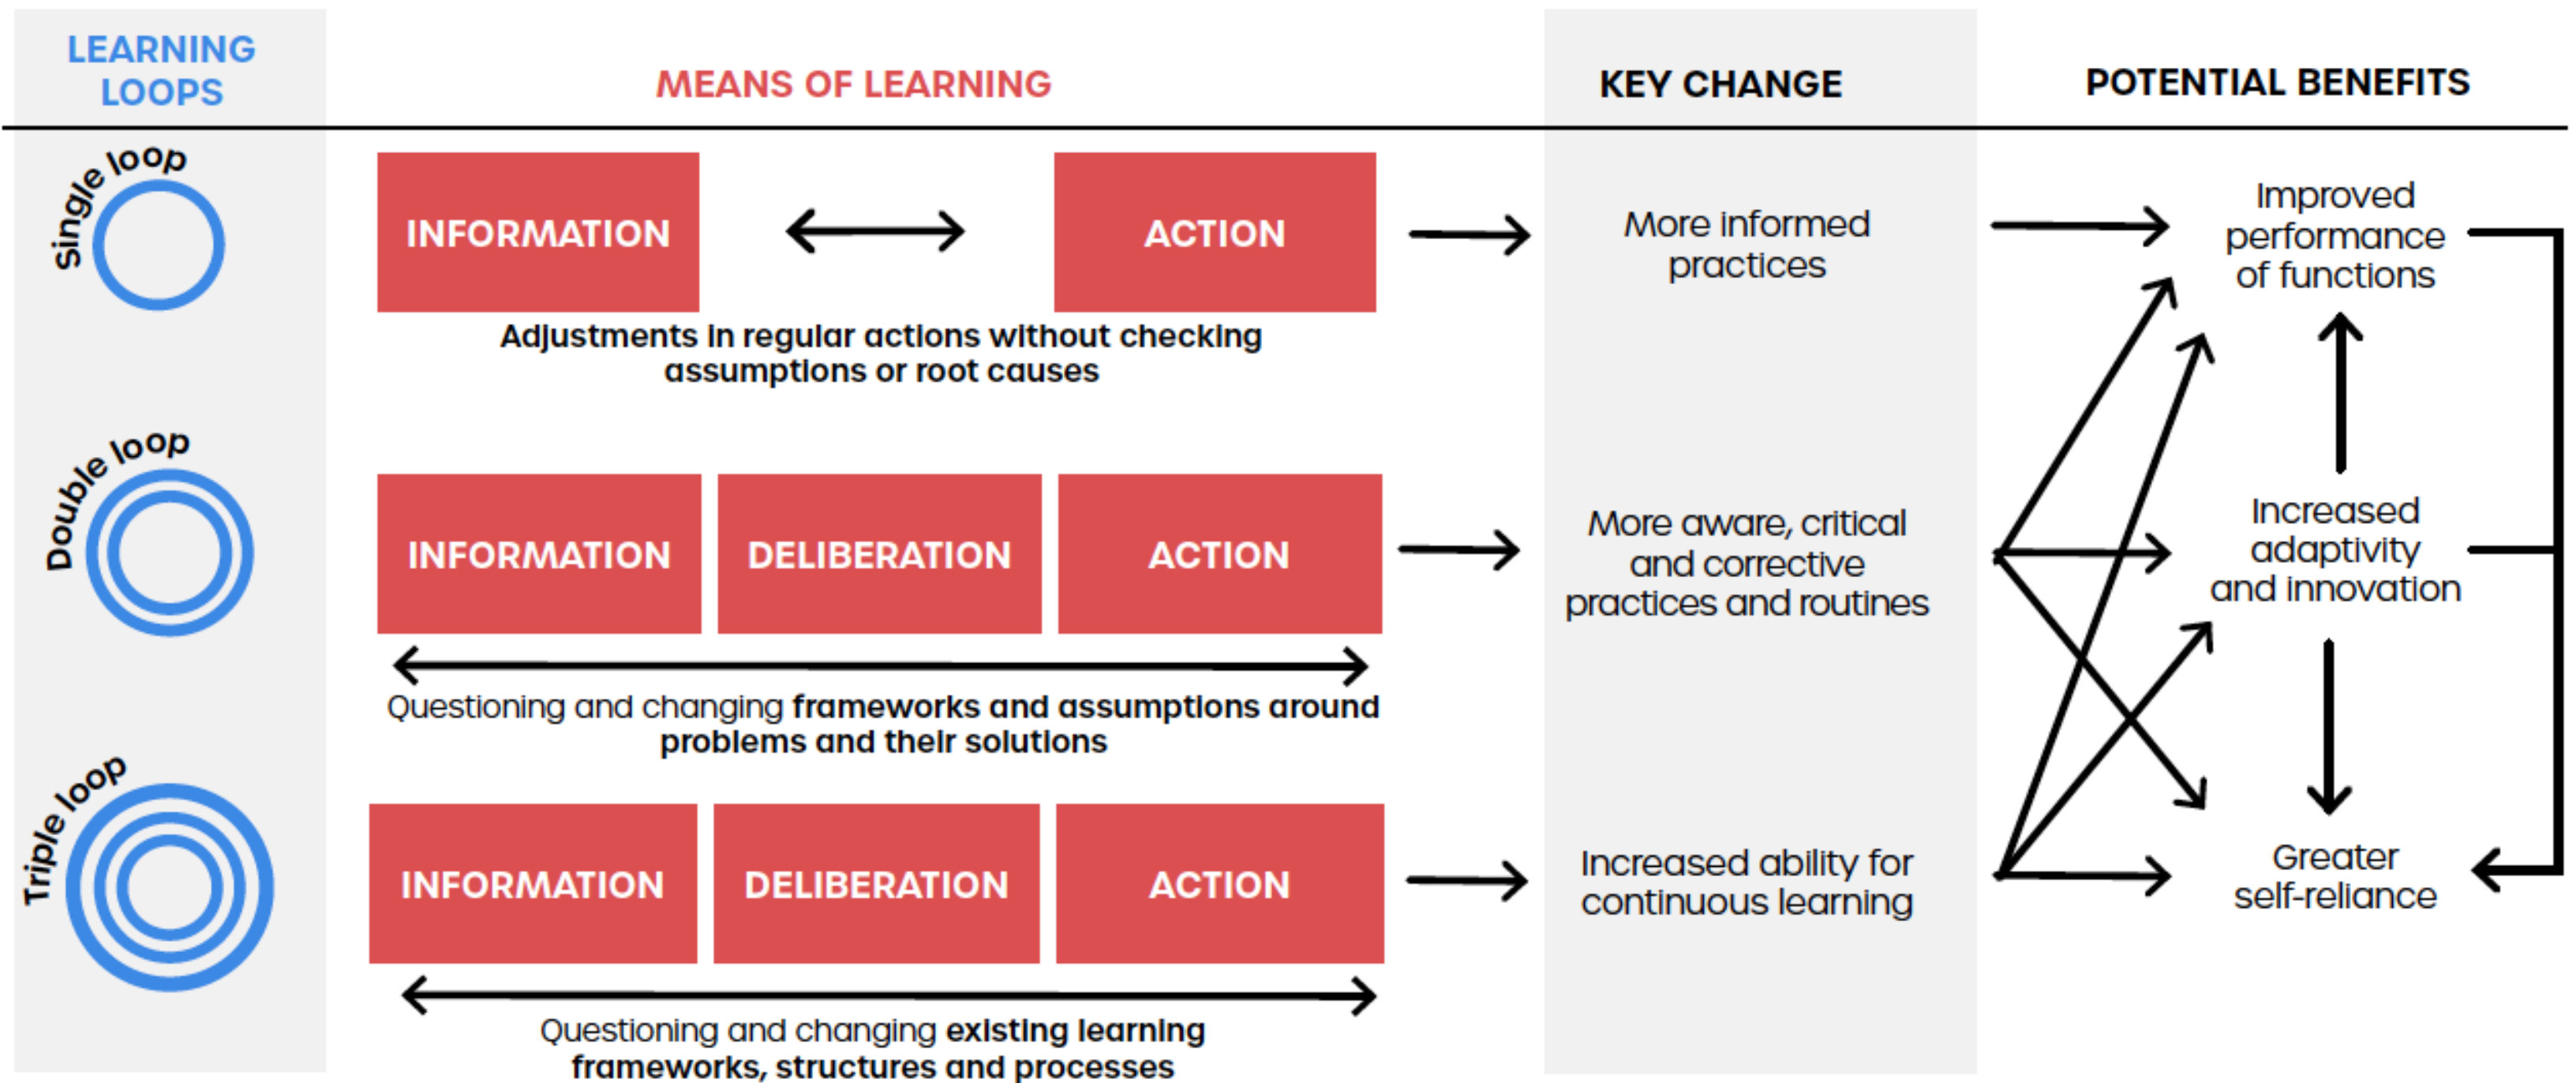 LEARNING
LOOPS
MEANS OF LEARNING
KEY CHANGE
POTENTIAL BENEFITS
Single loop
INFORMATION
ACTION
Adjustments in regular actions without checking
assumptions or root causes
More informed
practices
Improved
performance
of functions
Double loop
INFORMATION
DELIBERATION
ACTION
Questioning and changing frameworks and assumptions around
problems and their solutions
More aware, critical
and corrective
practices and routines
Increased
adaptivity
and innovation
Triple loop
INFORMATION
DELIBERATION
ACTION
Questioning and changing existing learning
frameworks, structures and processes
Increased ability for
continuous learning
Greater
self-reliance